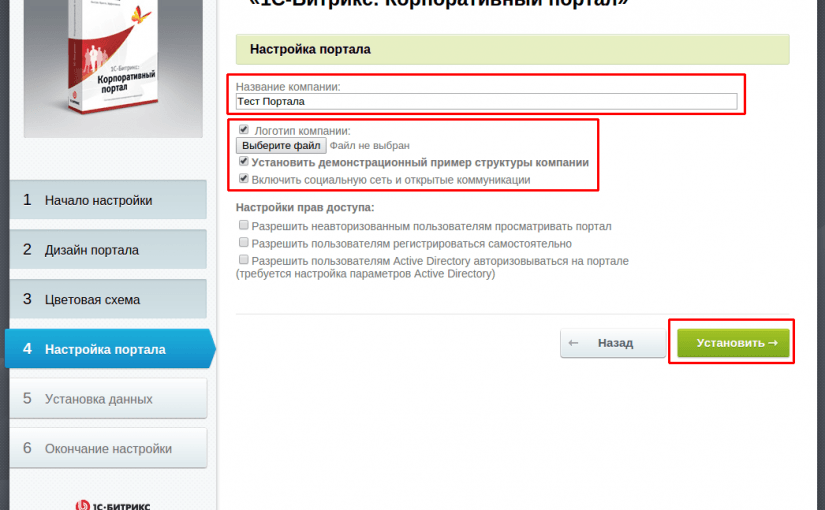 «1С-Битрикс: Корпоративный портал»
1С-Битрикс:
Корпоративный
портал
Настройка портала
Название компании:
Тест Портала
Логотип компании:
Выберите файл Файл не выбран
Установить демонстрационный пример структуры компании
Включить социальную сеть и открытые коммуникации
Настройки прав доступа:
Разрешить неавторизованным пользователям просматривать портал
Разрешить пользователям регистрироваться самостоятельно
Разрешить пользователям Active Directory авторизовываться на портале
(требуется настройка параметров Active Directory)
← Назад
Установить →
1 Начало настройки
2 Дизайн портала
3 Цветовая схема
4 Настройка портала
5 Установка данных
6 Окончание настройки
1С·БИТРИКС